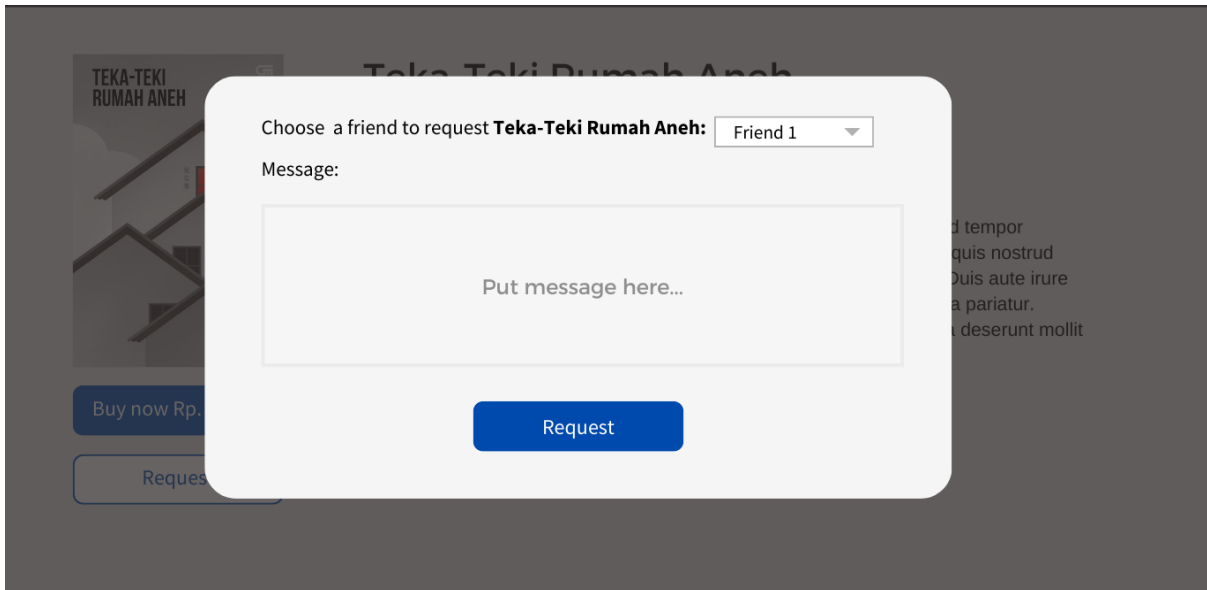 TEKA-TEKI
RUMAH ANEH
Teka-Teki Rumah Aneh
Choose a friend to request Teka-Teki Rumah Aneh: Friend 1
Message:
Put message here...
d tempor
quis nostrud
Duis aute irure
a pariatur.
deserunt mollit
Buy now Rp.
Request
Reques